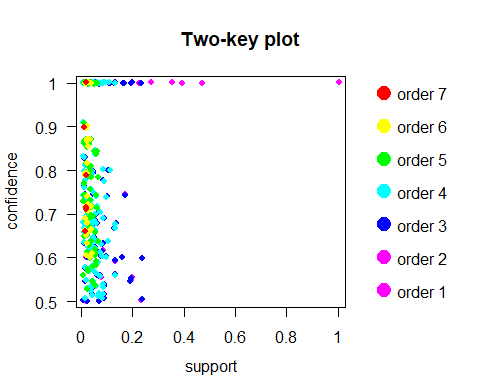 Two-key plot
confidence
1
0.9
0.8
0.7
0.6
0.5
0
0.2
0.4
0.6
0.8
1
support
order 7
order 6
order 5
order 4
order 3
order 2
order 1